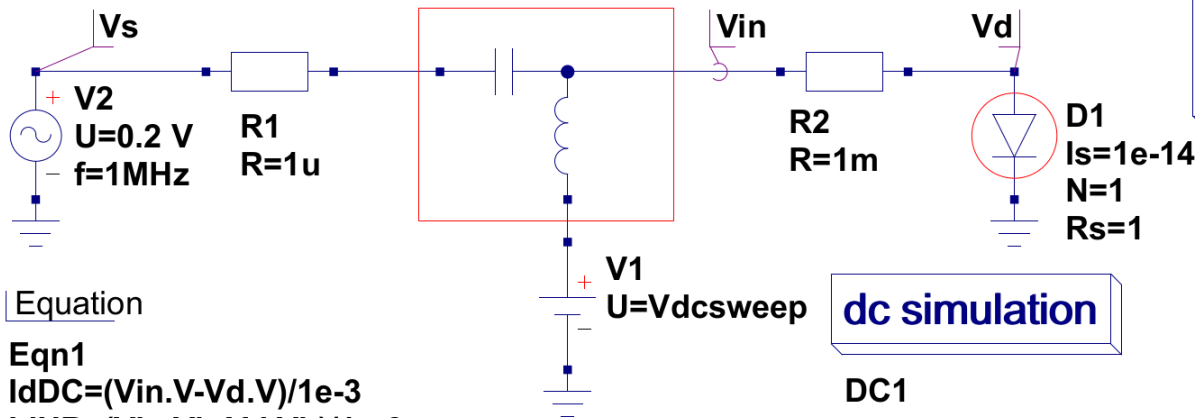 Vs
Vin
Vd
V2
U=0.2 V
f=1MHz
R1
R=1u
R2
R=1m
D1
Is=1e-14
N=1
Rs=1
V1
U=Vdcsweep
dc simulation
DC1
Equation
Eqn1
IdDC=(Vin.V-Vd.V)/1e-3